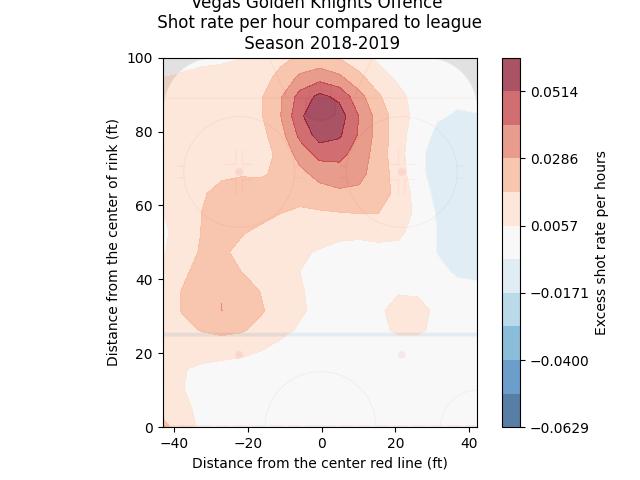 Vegas Golden Knights Offence
Shot rate per hour compared to league
Season 2018-2019
100
80
60
40
20
0
−40
−20
0
20
40
Distance from the center of rink (ft)
Distance from the center red line (ft)
0.0514
0.0286
0.0057
−0.0171
−0.0400
−0.0629
Excess shot rate per hours